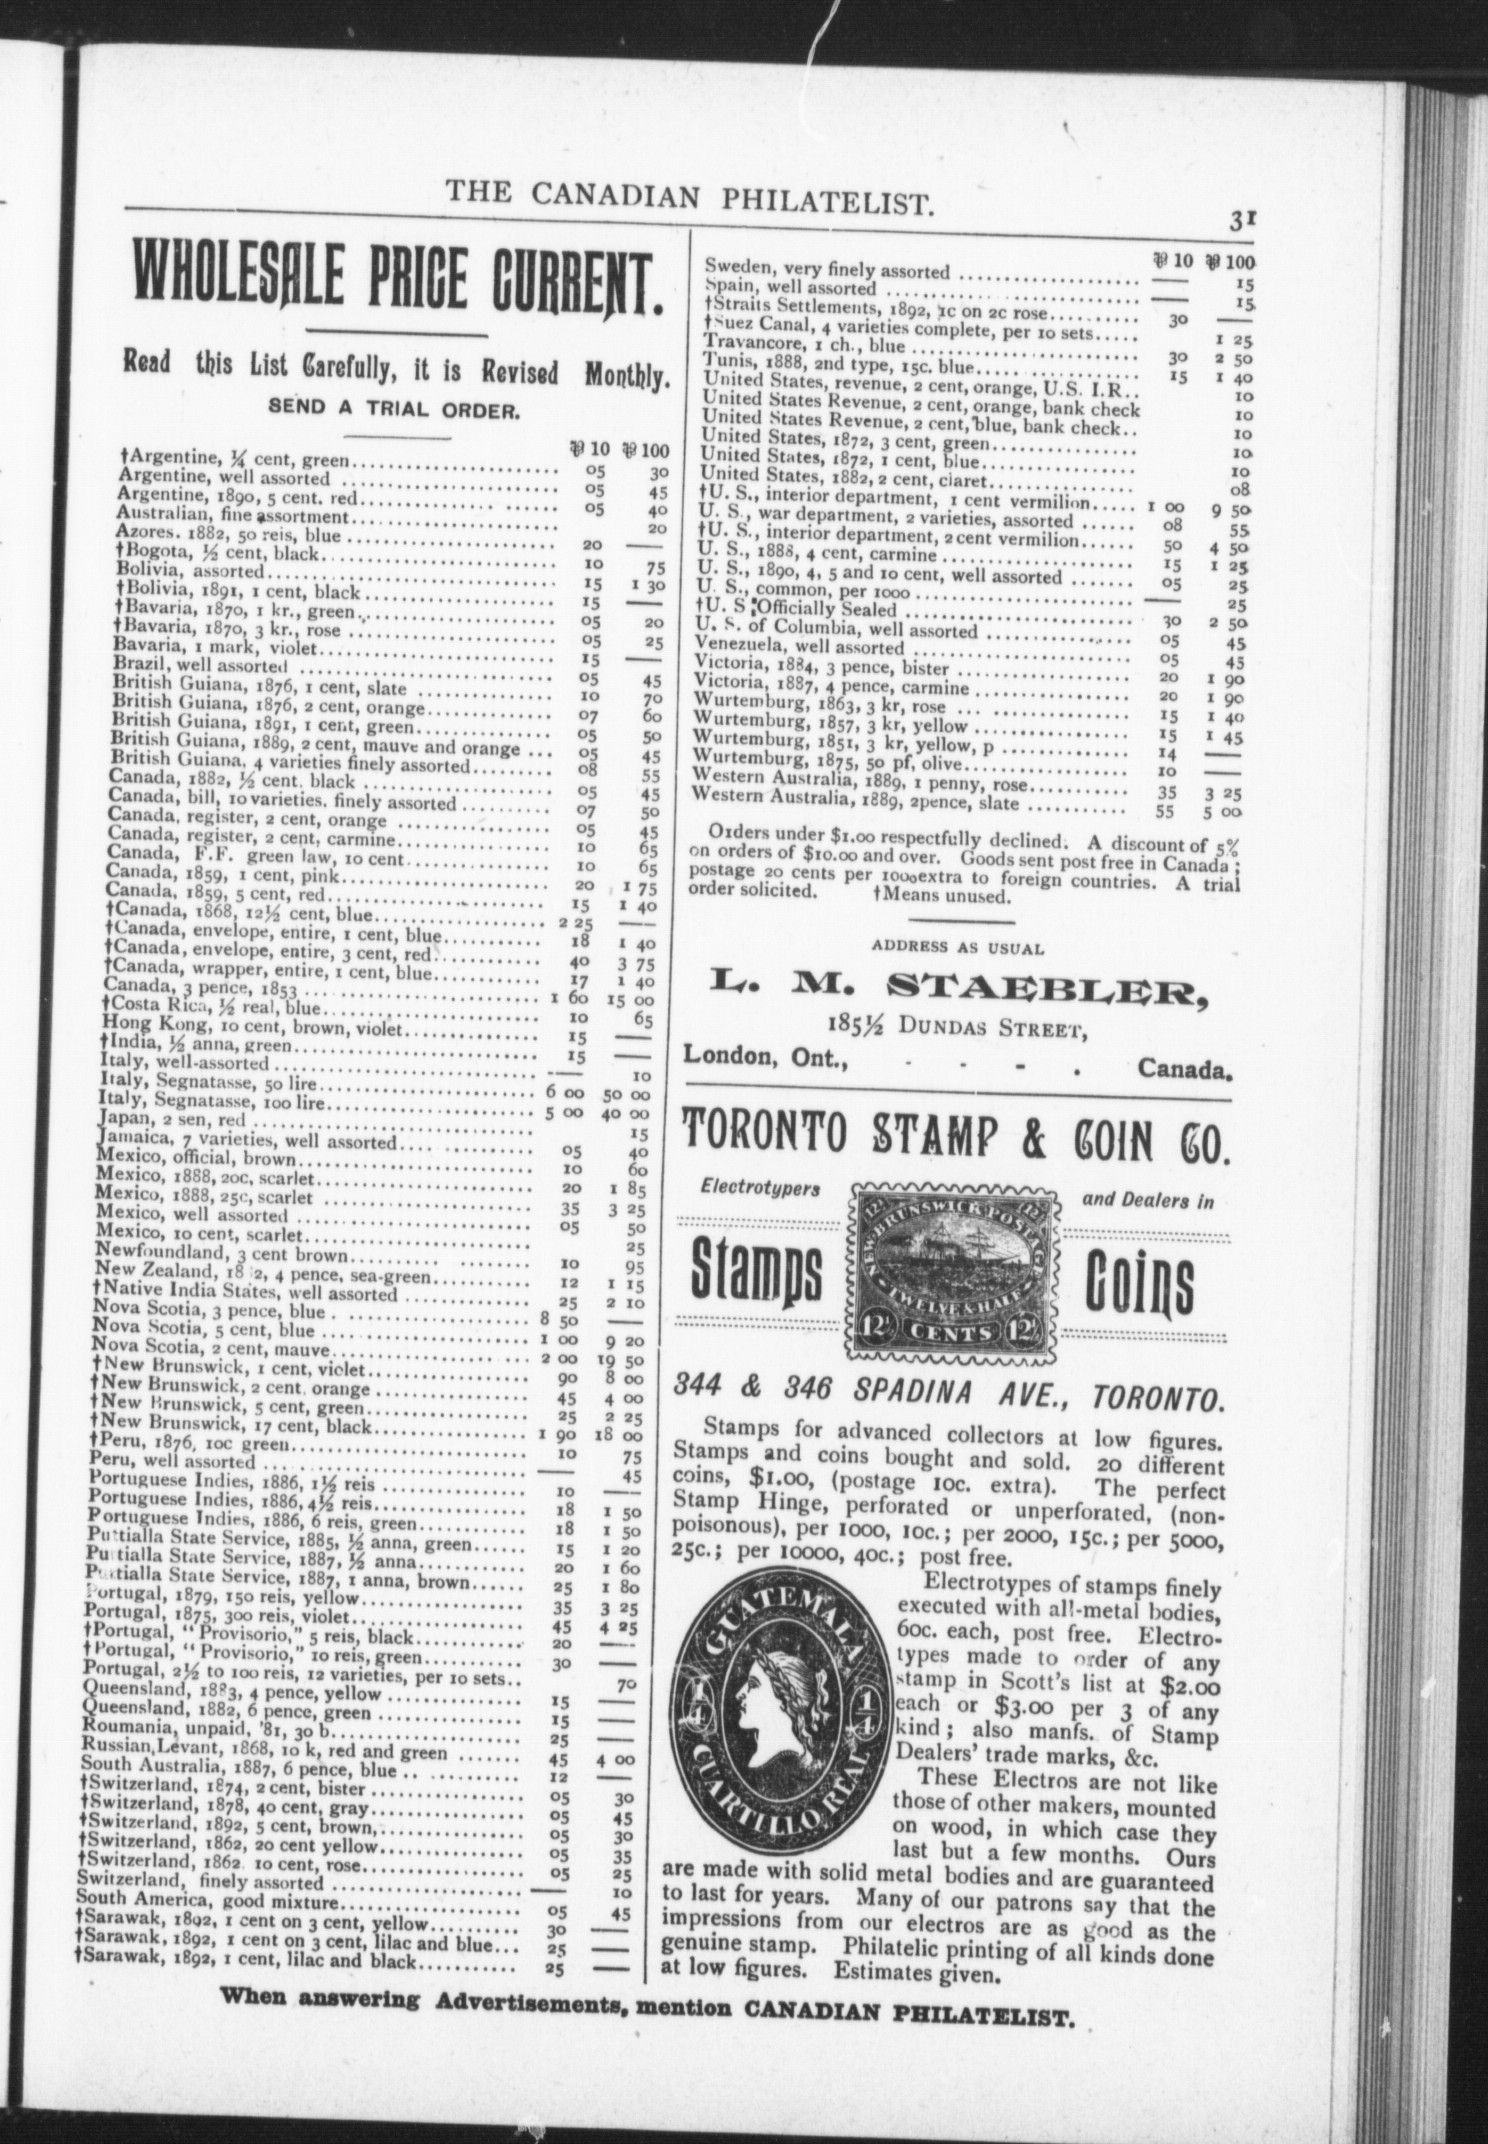 THE CANADIAN PHILATELIST. 31
WHOLESALE PRICE CURRENT.
Read this List Carefully, it is Revised Monthly.
SEND A TRIAL ORDER.
₩ 10 ₩ 100
†Argentine, ¼ cent, green.... 05 30
Argentine, well assorted .... 05 45
Argentine, 1890, 5 cent. red.... 05 40
Australian, fine assortment.... 20
Azores. 1882, 50 reis, blue .... 20 —
†Bogota, ½ cent, black.... 10 75
Bolivia, assorted.... 15 1 30
†Bolivia, 1891, 1 cent, black .... 15 —
†Bavaria, 1870, 1 kr., green.... 05 20
†Bavaria, 1870, 3 kr., rose .... 05 25
Bavaria, 1 mark, violet.... 15 —
Brazil, well assorted .... 05 45
British Guiana, 1876, 1 cent, slate .... 10 70
British Guiana, 1876, 2 cent, orange.... 07 60
British Guiana, 1891, 1 cent, green.... 05 50
British Guiana, 1889, 2 cent, mauve and orange ... 05 45
British Guiana, 4 varieties finely assorted.... 08 55
Canada, 1882, ½ cent. black .... 05 45
Canada, bill, 10 varieties. finely assorted .... 07 50
Canada, register, 2 cent, orange .... 05 45
Canada, register, 2 cent, carmine.... 10 65
Canada, F.F. green law, 10 cent.... 10 65
Canada, 1859, 1 cent, pink.... 20 1 75
Canada, 1859, 5 cent, red.... 15 1 40
†Canada, 1868, 12½ cent, blue.... 2 25 —
†Canada, envelope, entire, 1 cent, blue.... 18 1 40
†Canada, envelope, entire, 3 cent, red.... 40 3 75
†Canada, wrapper, entire, 1 cent, blue.... 17 1 40
Canada, 3 pence, 1853 .... 1 60 15 00
†Costa Rica, ½ real, blue.... 10 65
Hong Kong, 10 cent, brown, violet.... 15 —
†India, ½ anna, green.... 15 —
Italy, well-assorted .... — 10
Italy, Segnatasse, 50 lire.... 6 00 50 00
Italy, Segnatasse, 100 lire.... 5 00 40 00
Japan, 2 sen, red .... 15
Jamaica, 7 varieties, well assorted.... 05 40
Mexico, official, brown.... 10 60
Mexico, 1888, 20c, scarlet.... 20 1 85
Mexico, 1888, 25c, scarlet .... 35 3 25
Mexico, well assorted .... 05 50
Mexico, 10 cent, scarlet.... 25
Newfoundland, 3 cent brown.... 10 95
New Zealand, 18 2, 4 pence, sea-green.... 12 1 15
†Native India States, well assorted .... 25 2 10
Nova Scotia, 3 pence, blue .... 8 50 —
Nova Scotia, 5 cent, blue .... 1 00 9 20
Nova Scotia, 2 cent, mauve.... 2 00 19 50
†New Brunswick, 1 cent, violet.... 90 8 00
†New Brunswick, 2 cent. orange .... 45 4 00
†New Brunswick, 5 cent, green.... 25 2 25
†New Brunswick, 17 cent, black.... 1 90 18 00
†Peru, 1876, 10c green.... 10 75
Peru, well assorted .... — 45
Portuguese Indies, 1886, 1½ reis .... 10 —
Portuguese Indies, 1886, 4½ reis.... 18 1 50
Portuguese Indies, 1886, 6 reis, green.... 18 1 50
Puttialla State Service, 1885, ½ anna, green.... 15 1 20
Puttialla State Service, 1887, ½ anna.... 20 1 60
Puttialla State Service, 1887, 1 anna, brown.... 25 1 80
Portugal, 1879, 150 reis, yellow.... 35 3 25
Portugal, 1875, 300 reis, violet.... 45 4 25
†Portugal, "Provisorio," 5 reis, black.... 20 —
†Portugal, "Provisorio," 10 reis, green.... 30 —
Portugal, 2½ to 100 reis, 12 varieties, per 10 sets.. 70
Queensland, 1883, 4 pence, yellow .... 15 —
Queensland, 1882, 6 pence, green .... 15 —
Roumania, unpaid, '81, 30 b.... 25 —
Russian, Levant, 1868, 10 k, red and green .... 45 4 00
South Australia, 1887, 6 pence, blue .... 12 —
†Switzerland, 1874, 2 cent, bister .... 05 30
†Switzerland, 1878, 40 cent, gray.... 05 45
†Switzerland, 1892, 5 cent, brown,.... 05 30
†Switzerland, 1862, 20 cent yellow.... 05 35
†Switzerland, 1862. 10 cent, rose.... 05 25
Switzerland, finely assorted .... — 10
South America, good mixture.... 05 45
†Sarawak, 1892, 1 cent on 3 cent, yellow.... 30 —
†Sarawak, 1892, 1 cent on 3 cent, lilac and blue... 25 —
†Sarawak, 1892, 1 cent, lilac and black.... 25 —
₩ 10 ₩ 100
Sweden, very finely assorted .... — 15
Spain, well assorted .... — 15
†Straits Settlements, 1892, 1c on 2c rose.... 30 —
†Suez Canal, 4 varieties complete, per 10 sets.... 1 25
Travancore, 1 ch., blue .... 30 2 50
Tunis, 1888, 2nd type, 15c. blue.... 15 1 40
United States, revenue, 2 cent, orange, U.S. I.R.. 10
United States Revenue, 2 cent, orange, bank check 10
United States Revenue, 2 cent, blue, bank check.. 10
United States, 1872, 3 cent, green.... 10
United States, 1872, 1 cent, blue.... 10
United States, 1882, 2 cent, claret.... 08
†U. S., interior department, 1 cent vermilion.... 1 00 9 50
U. S., war department, 2 varieties, assorted .... 08 55
†U. S., interior department, 2 cent vermilion.... 50 4 50
U. S., 1888, 4 cent, carmine .... 15 1 25
U. S., 1890, 4, 5 and 10 cent, well assorted .... 05 25
U. S., common, per 1000 .... — 25
†U. S. Officially Sealed .... 30 2 50
U. S. of Columbia, well assorted .... 05 45
Venezuela, well assorted .... 05 45
Victoria, 1884, 3 pence, bister .... 20 1 90
Victoria, 1887, 4 pence, carmine .... 20 1 90
Wurtemburg, 1863, 3 kr, rose .... 15 1 40
Wurtemburg, 1857, 3 kr, yellow .... 15 1 45
Wurtemburg, 1851, 3 kr, yellow, p .... 14 —
Wurtemburg, 1875, 50 pf, olive.... 10 —
Western Australia, 1889, 1 penny, rose.... 35 3 25
Western Australia, 1889, 2pence, slate .... 55 5 00
Orders under $1.00 respectfully declined. A discount of 5%
on orders of $10.00 and over. Goods sent post free in Canada;
postage 20 cents per 1000 extra to foreign countries. A trial
order solicited. †Means unused.
ADDRESS AS USUAL
L. M. STAEBLER,
185½ DUNDAS STREET,
London, Ont., - - - . Canada.
TORONTO STAMP & COIN CO.
Electrotypers and Dealers in
Stamps Coins
NEW-BRUNSWICK-POSTAGE
TWELVE & HALF
12½ CENTS 12½
344 & 346 SPADINA AVE., TORONTO.
Stamps for advanced collectors at low figures.
Stamps and coins bought and sold. 20 different
coins, $1.00, (postage 10c. extra). The perfect
Stamp Hinge, perforated or unperforated, (non-
poisonous), per 1000, 10c.; per 2000, 15c.; per 5000,
25c.; per 10000, 40c.; post free.
GUATEMALA
1/4 1/4
CUARTILLO REAL
Electrotypes of stamps finely
executed with all-metal bodies,
60c. each, post free. Electro-
types made to order of any
stamp in Scott's list at $2.00
each or $3.00 per 3 of any
kind; also manfs. of Stamp
Dealers' trade marks, &c.
These Electros are not like
those of other makers, mounted
on wood, in which case they
last but a few months. Ours
are made with solid metal bodies and are guaranteed
to last for years. Many of our patrons say that the
impressions from our electros are as good as the
genuine stamp. Philatelic printing of all kinds done
at low figures. Estimates given.
When answering Advertisements, mention CANADIAN PHILATELIST.